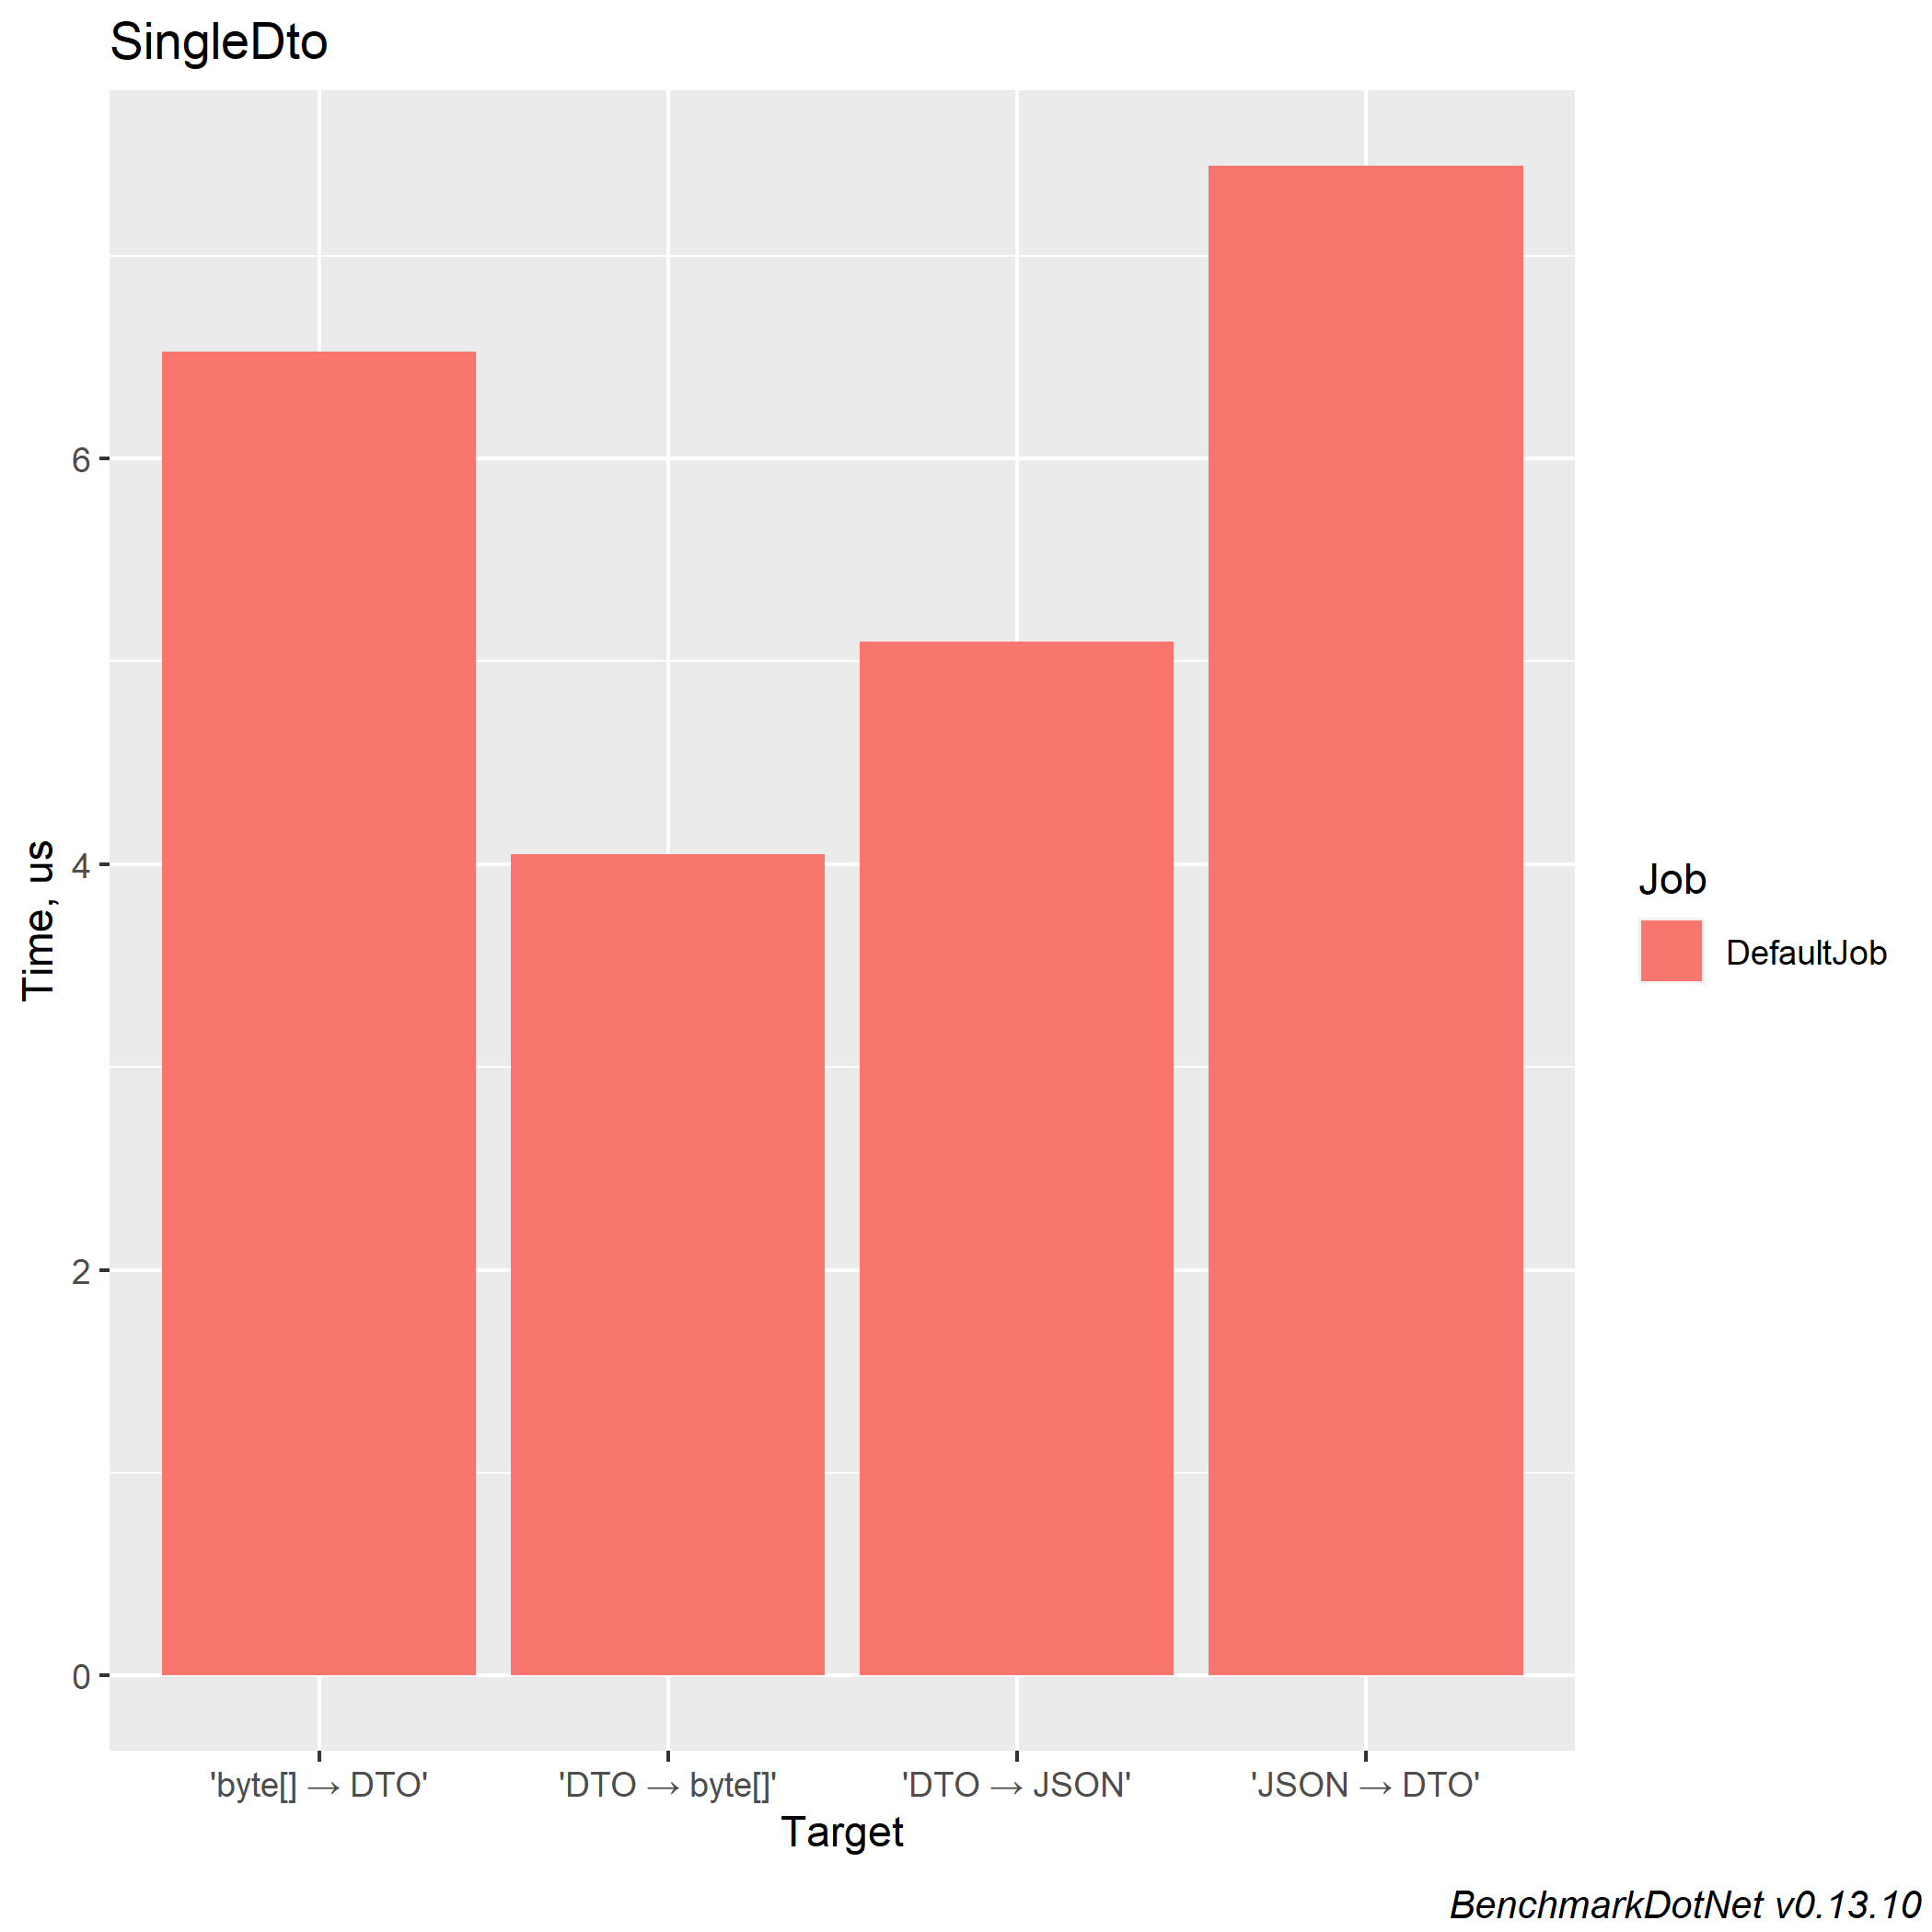 SingleDto
Time, us
6
4
2
0
'byte[] → DTO'
'DTO → byte[]'
'DTO → JSON'
'JSON → DTO'
Target
Job
DefaultJob
BenchmarkDotNet v0.13.10